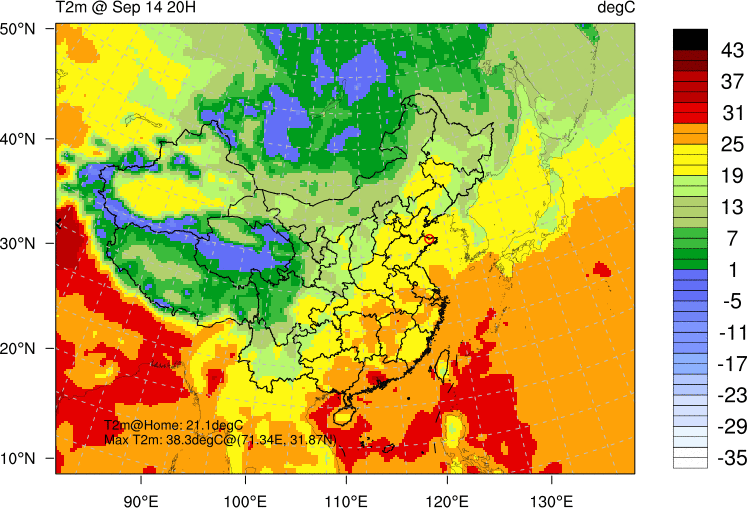 T2m @ Sep 14 20H degC
50°N
40°N
30°N
20°N
10°N
43
37
31
25
19
13
7
1
-5
-11
-17
-23
-29
-35
T2m@Home: 21.1degC
Max T2m: 38.3degC@(71.34E, 31.87N)
90°E 100°E 110°E 120°E 130°E